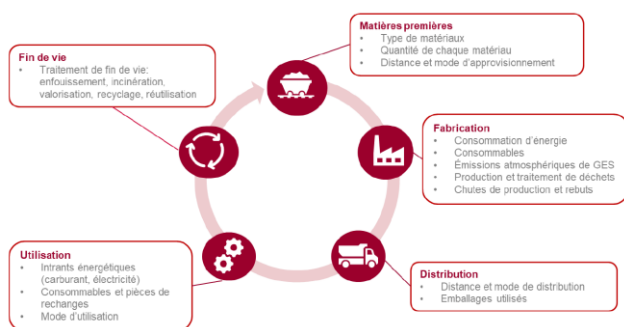 Matières premières
• Type de matériaux
• Quantité de chaque matériau
• Distance et mode d'approvisionnement
Fabrication
• Consommation d'énergie
• Consommables
• Émissions atmosphériques de GES
• Production et traitement de déchets
• Chutes de production et rebuts
Distribution
• Distance et mode de distribution
• Emballages utilisés
Utilisation
• Intrants énergétiques
(carburant, électricité)
• Consommables et pièces de
rechanges
• Mode d'utilisation
Fin de vie
• Traitement de fin de vie:
enfouissement, incinération,
valorisation, recyclage, réutilisation